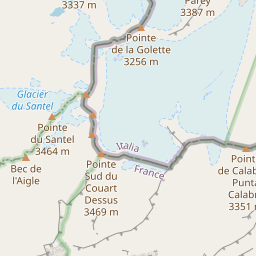 3337 m
Parey
3387 m
Pointe
de la Golette
3256 m
Glacier
du Santel
Pointe
du Santel
3464 m
Bec de
l'Aigle
Italia
France
Pointe
Sud du
Couart
Dessus
3469 m
Point
de Calab
Punta
Calabr
3351 m